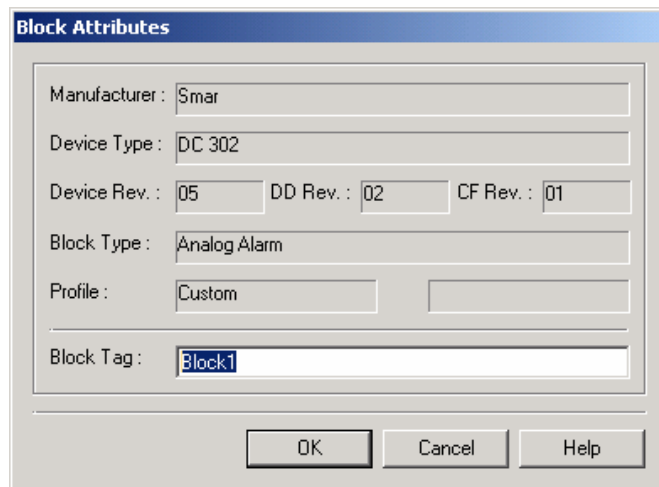 Block Attributes
Manufacturer : Smar
Device Type : DC 302
Device Rev. : 05 DD Rev. : 02 CF Rev. : 01
Block Type : Analog Alarm
Profile : Custom
Block Tag : Block1
OK Cancel Help